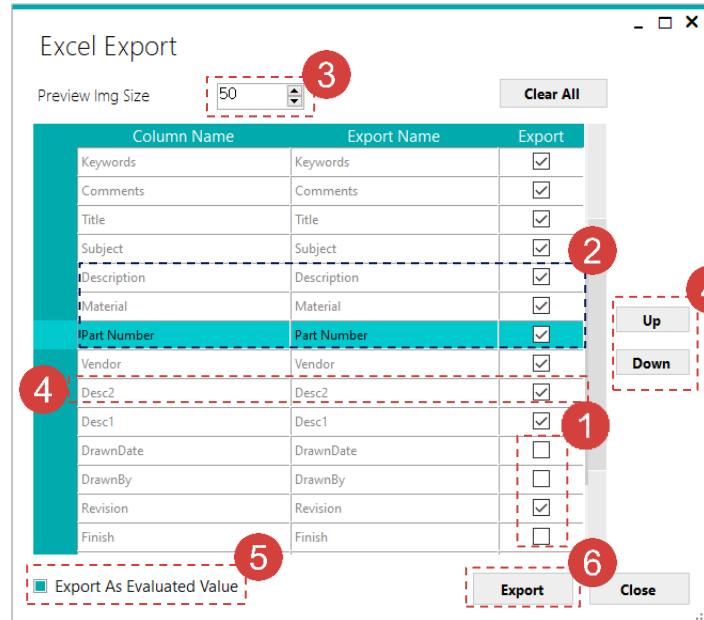 Excel Export
Preview Img Size 50 3 Clear All
Column Name Export Name Export
Keywords Keywords
Comments Comments
Title Title
Subject Subject 2
Description Description
Material Material
Up
Part Number Part Number
Vendor Vendor Down
4 Desc2 Desc2
Desc1 Desc1 1
DrawnDate DrawnDate
DrawnBy DrawnBy
Revision Revision
Finish Finish
5 6
Export As Evaluated Value Export Close